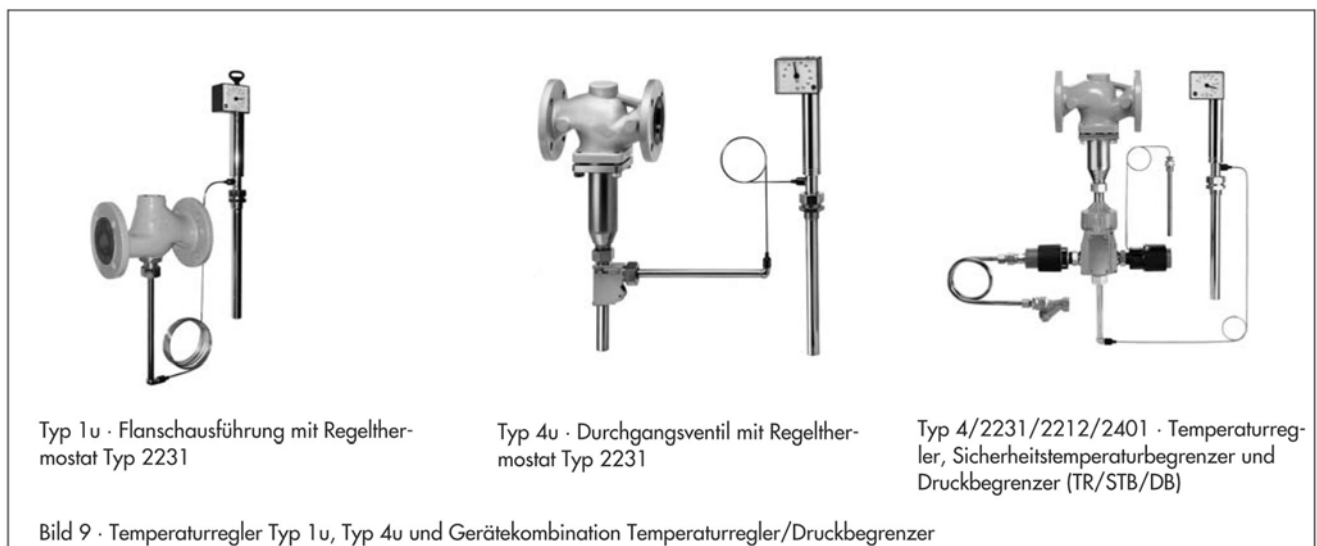 Typ 1u · Flanschausführung mit Regelther-
mostat Typ 2231
Typ 4u · Durchgangsventil mit Regelther-
mostat Typ 2231
Typ 4/2231/2212/2401 · Temperaturreg-
ler, Sicherheitstemperaturbegrenzer und
Druckbegrenzer (TR/STB/DB)
Bild 9 · Temperaturregler Typ 1u, Typ 4u und Gerätekombination Temperaturregler/Druckbegrenzer